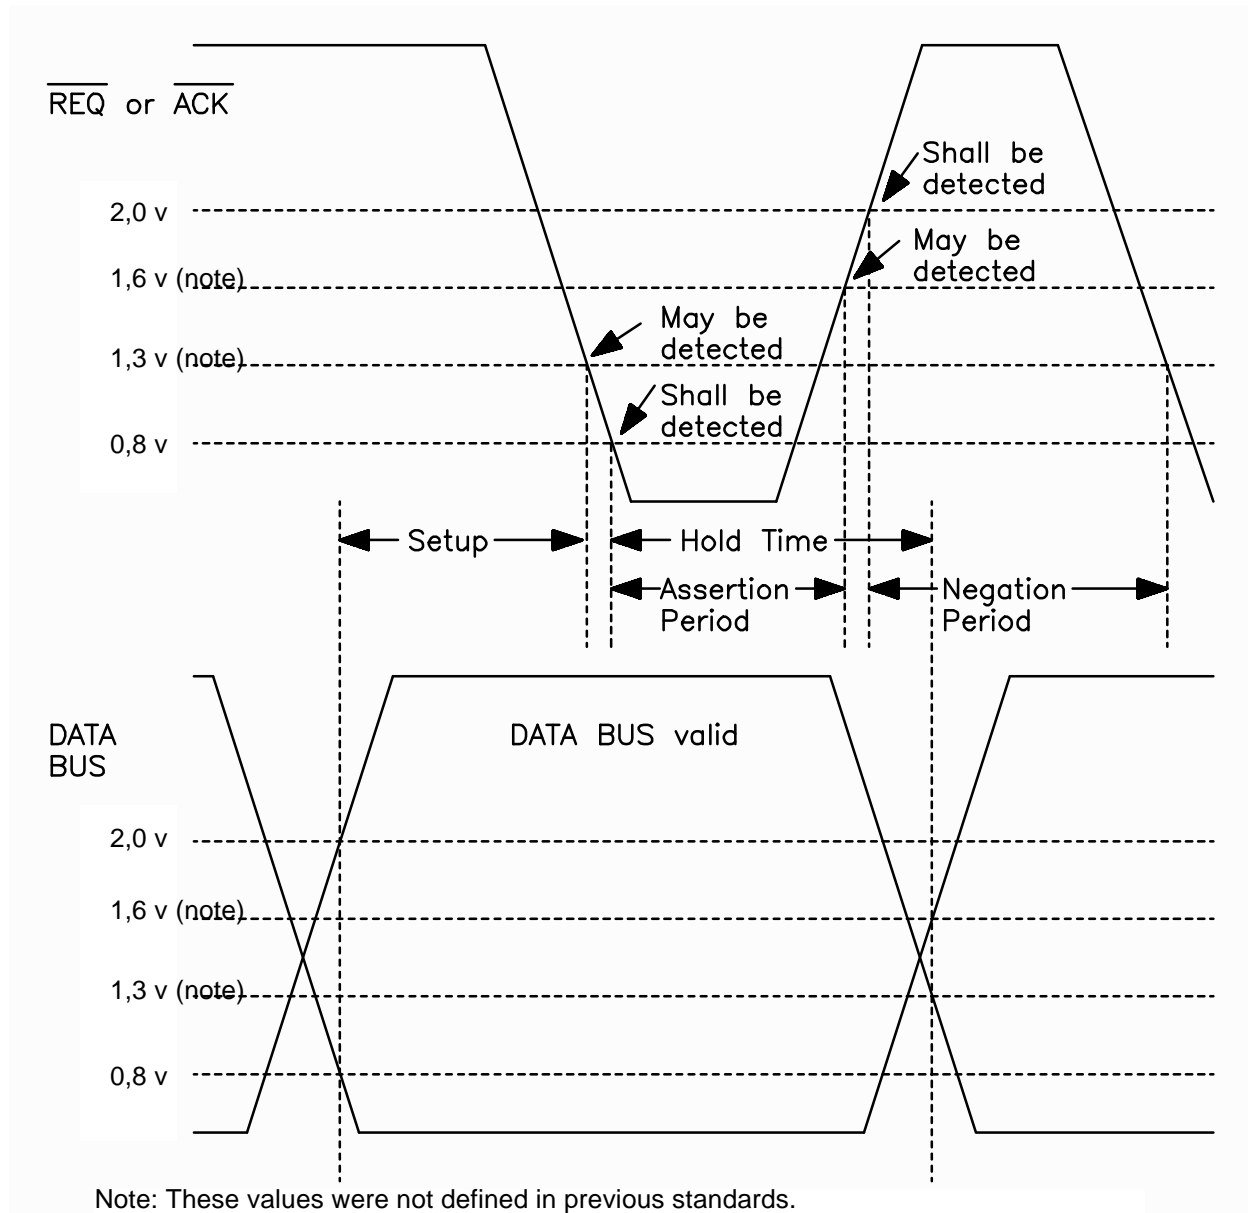 REQ or ACK
Shall be
detected
2,0 v
May be
detected
1,6 v (note)
May be
detected
1,3 v (note)
Shall be
detected
0,8 v
Setup
Hold Time
Assertion
Period
Negation
Period
DATA
BUS
DATA BUS valid
2,0 v
1,6 v (note)
1,3 v (note)
0,8 v
Note: These values were not defined in previous standards.